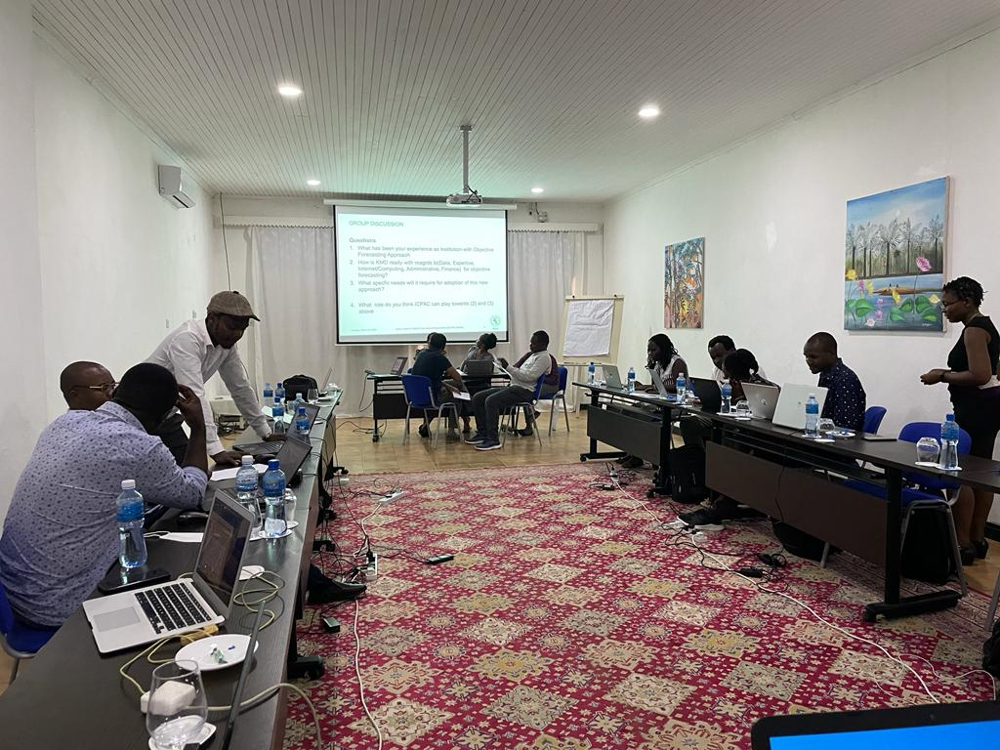 GROUP DISCUSSION
Questions
1. What has been your experience as Institution with Objective
Forecasting Approach
2. How is KMD ready with reagrds to(Data, Expertise,
Internet/Computing, Administrative, Finance) for objective
forecasting?
3. What specific needs will it require for adoption of this new
approach?
4. What role do you think ICPAC can play towards (2) and (3)
above